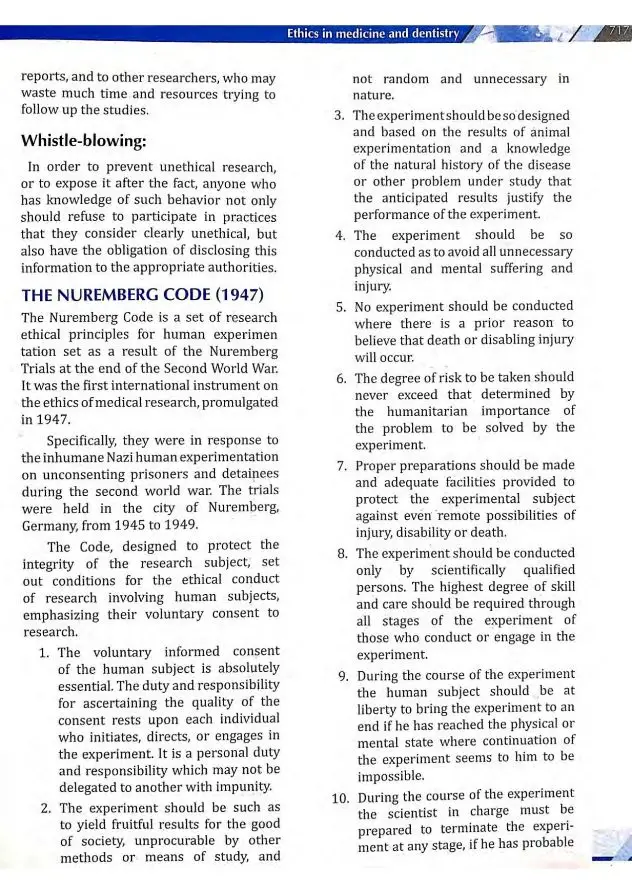 Ethics in medicine and dentistry 717
reports, and to other researchers, who may
waste much time and resources trying to
follow up the studies.
Whistle-blowing:
In order to prevent unethical research,
or to expose it after the fact, anyone who
has knowledge of such behavior not only
should refuse to participate in practices
that they consider clearly unethical, but
also have the obligation of disclosing this
information to the appropriate authorities.
THE NUREMBERG CODE (1947)
The Nuremberg Code is a set of research
ethical principles for human experimen
tation set as a result of the Nuremberg
Trials at the end of the Second World War.
It was the first international instrument on
the ethics of medical research, promulgated
in 1947.
Specifically, they were in response to
the inhumane Nazi human experimentation
on unconsenting prisoners and detainees
during the second world war. The trials
were held in the city of Nuremberg,
Germany, from 1945 to 1949.
The Code, designed to protect the
integrity of the research subject, set
out conditions for the ethical conduct
of research involving human subjects,
emphasizing their voluntary consent to
research.
1. The voluntary informed consent
of the human subject is absolutely
essential. The duty and responsibility
for ascertaining the quality of the
consent rests upon each individual
who initiates, directs, or engages in
the experiment. It is a personal duty
and responsibility which may not be
delegated to another with impunity.
2. The experiment should be such as
to yield fruitful results for the good
of society, unprocurable by other
methods or means of study, and
not random and unnecessary in
nature.
3. The experiment should be so designed
and based on the results of animal
experimentation and a knowledge
of the natural history of the disease
or other problem under study that
the anticipated results justify the
performance of the experiment.
4. The experiment should be so
conducted as to avoid all unnecessary
physical and mental suffering and
injury.
5. No experiment should be conducted
where there is a prior reason to
believe that death or disabling injury
will occur.
6. The degree of risk to be taken should
never exceed that determined by
the humanitarian importance of
the problem to be solved by the
experiment.
7. Proper preparations should be made
and adequate facilities provided to
protect the experimental subject
against even remote possibilities of
injury, disability or death.
8. The experiment should be conducted
only by scientifically qualified
persons. The highest degree of skill
and care should be required through
all stages of the experiment of
those who conduct or engage in the
experiment.
9. During the course of the experiment
the human subject should be at
liberty to bring the experiment to an
end if he has reached the physical or
mental state where continuation of
the experiment seems to him to be
impossible.
10. During the course of the experiment
the scientist in charge must be
prepared to terminate the experi-
ment at any stage, if he has probable